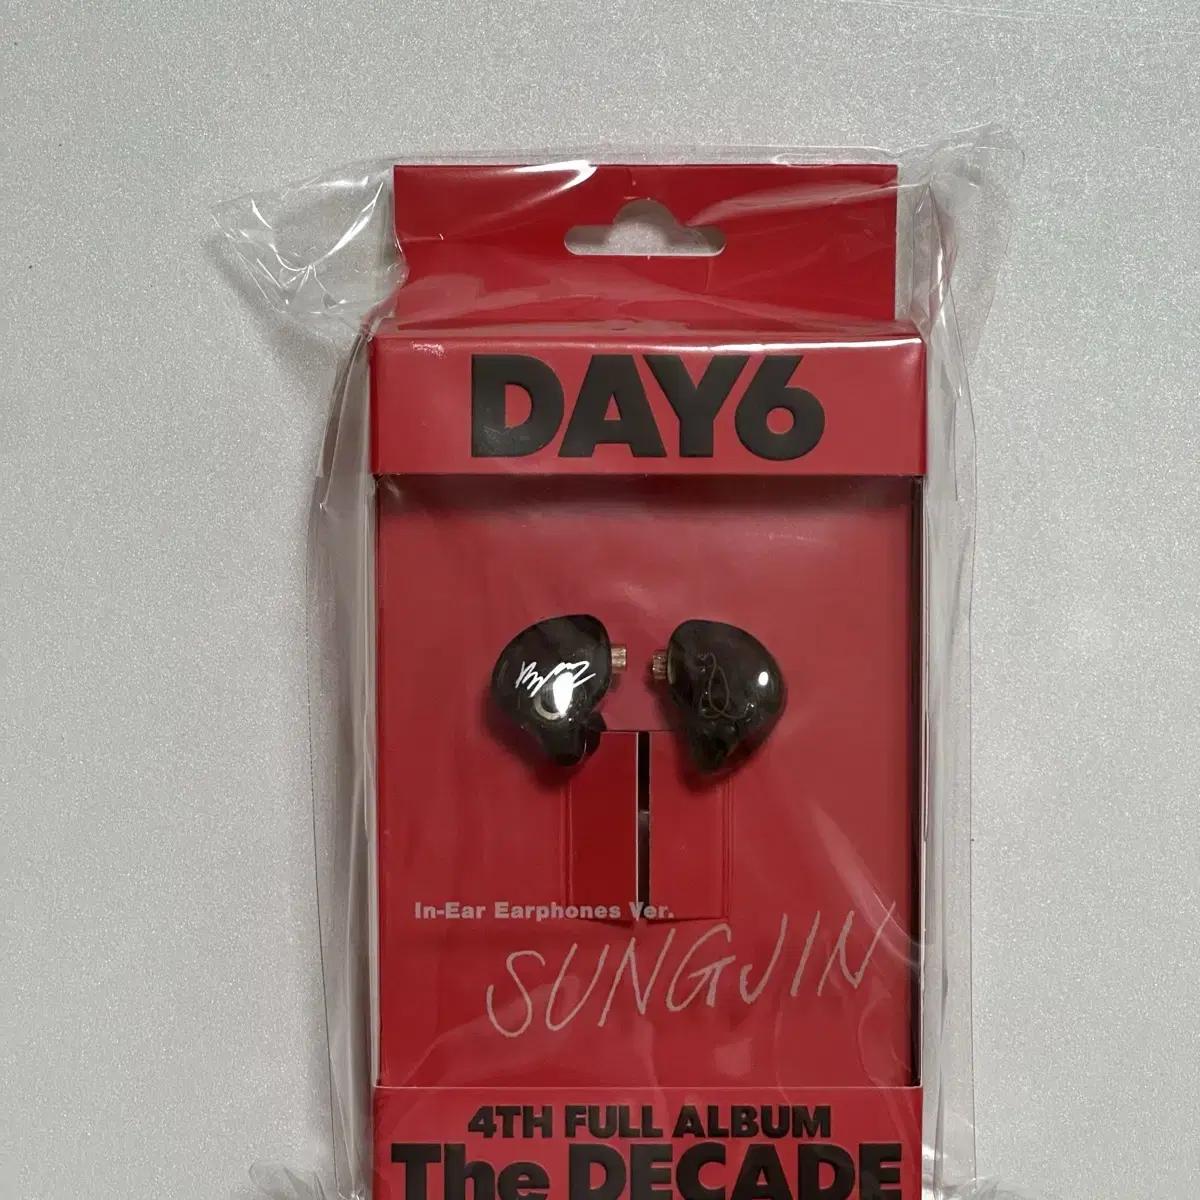 DAY6
In-Ear Earphones Ver.
SUNGJIN
4TH FULL ALBUM
The DECADE